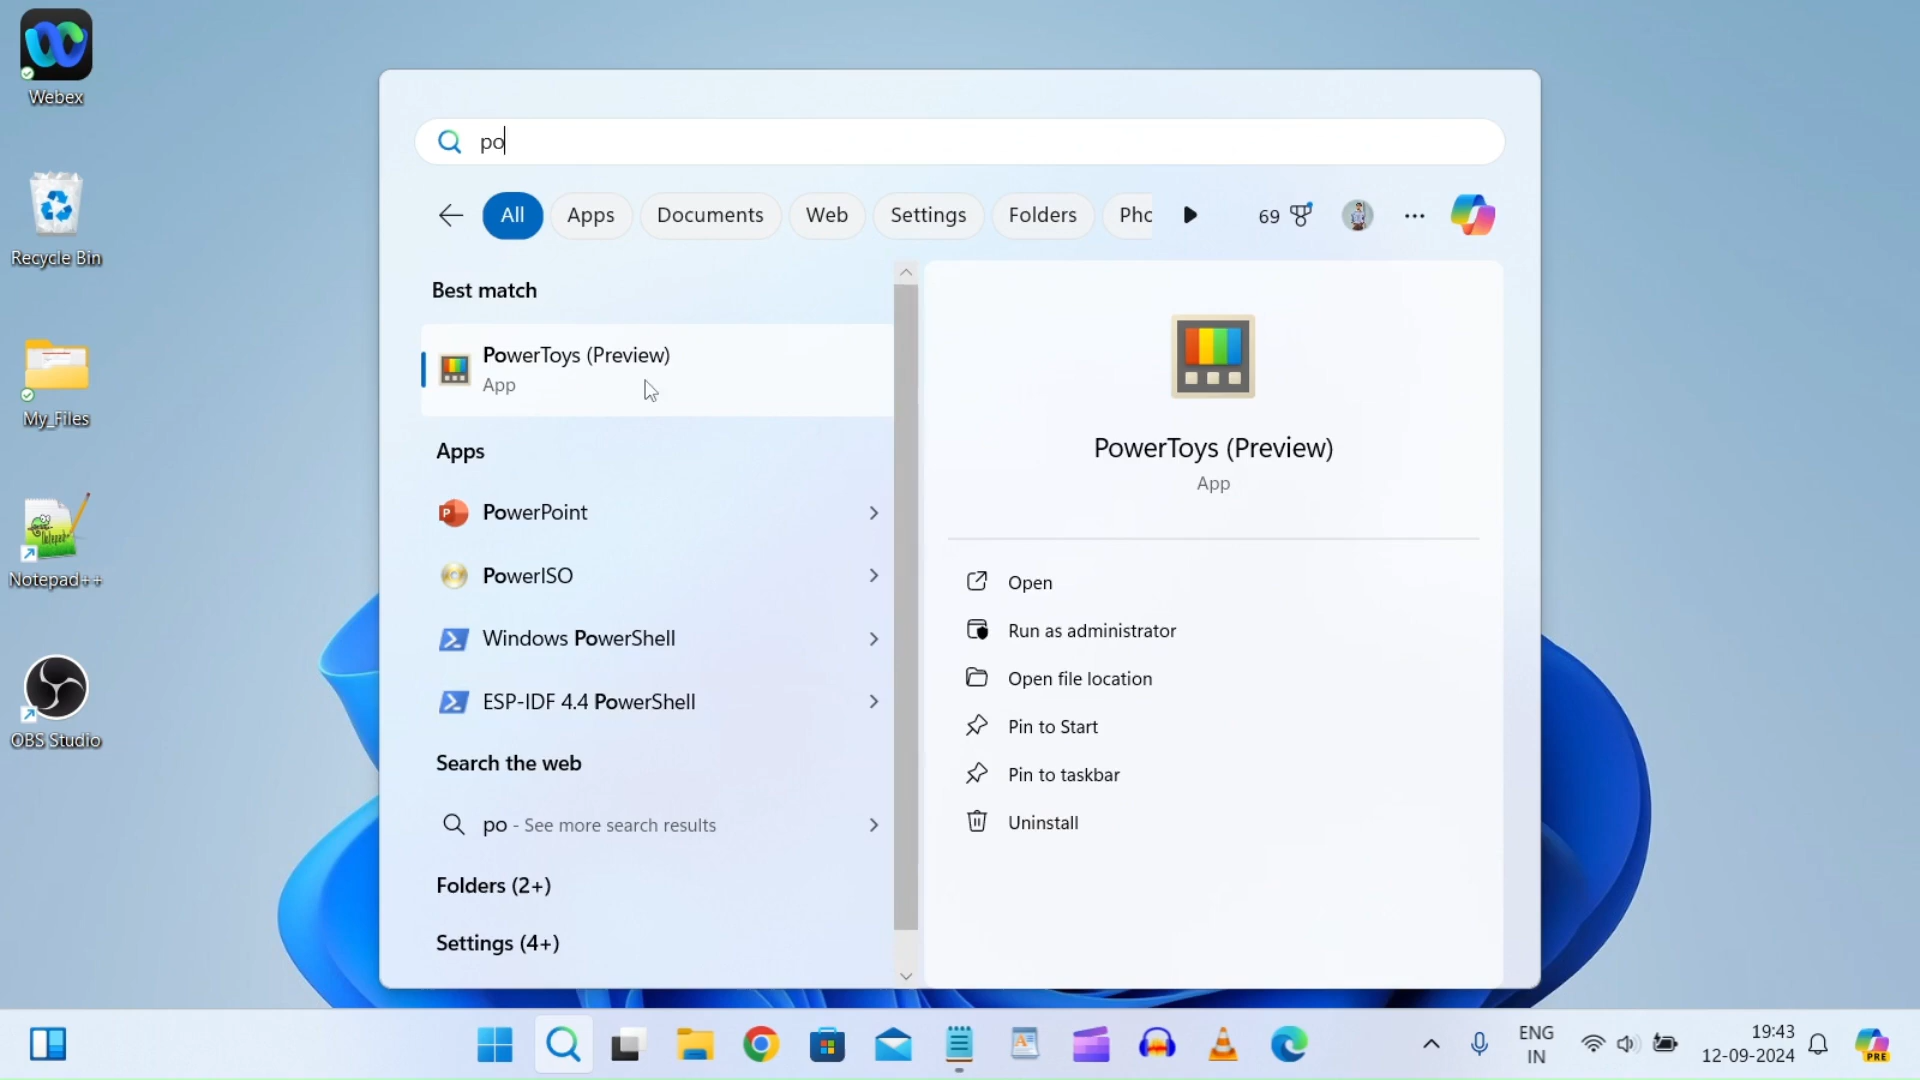 Webex
Recycle Bin
My_Files
Notepad++
OBS Studio
po
All
Apps
Documents
Web
Settings
Folders
Pho
69
Best match
PowerToys (Preview)
App
Apps
PowerPoint
PowerISO
Windows PowerShell
ESP-IDF 4.4 PowerShell
Search the web
po - See more search results
Folders (2+)
Settings (4+)
PowerToys (Preview)
App
Open
Run as administrator
Open file location
Pin to Start
Pin to taskbar
Uninstall
ENG
IN
19:43
12-09-2024
PRE